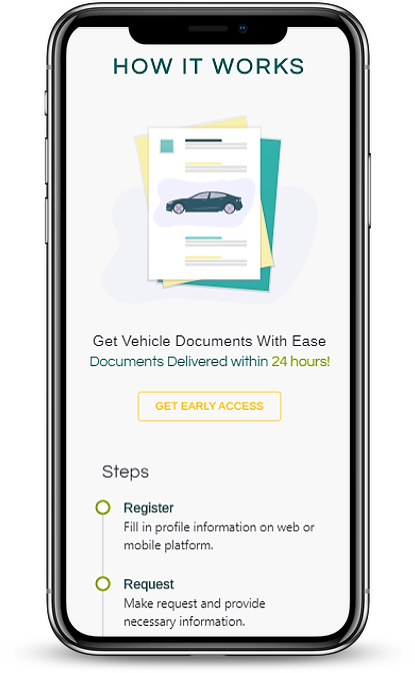 HOW IT WORKS
Get Vehicle Documents With Ease
Documents Delivered within 24 hours!
GET EARLY ACCESS
Steps
Register
Fill in profile information on web or
mobile platform.
Request
Make request and provide
necessary information.